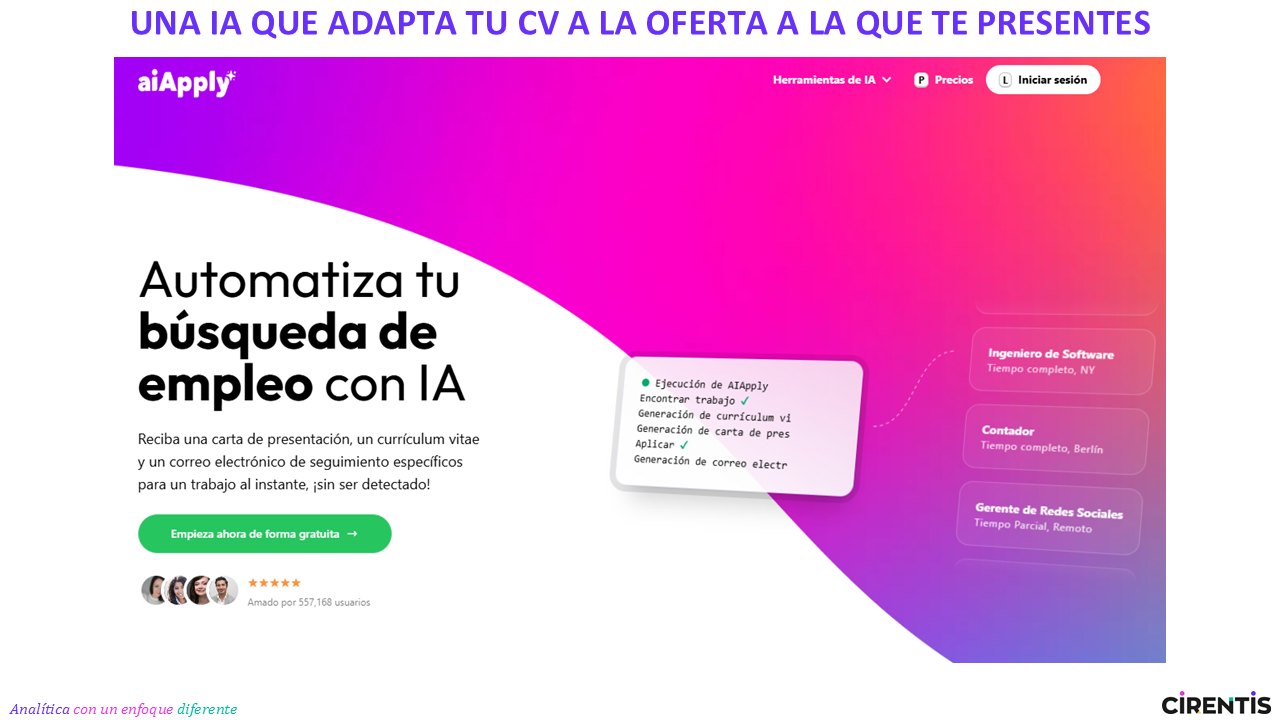 UNA IA QUE ADAPTA TU CV A LA OFERTA A LA QUE TE PRESENTES
aiApply
Herramientas de IA
P Precios
L Iniciar sesión
Automatiza tu
búsqueda de
empleo con IA
Reciba una carta de presentación, un currículum vitae
y un correo electrónico de seguimiento específicos
para un trabajo al instante, ¡sin ser detectado!
Empieza ahora de forma gratuita →
★★★★★
Amado por 557,168 usuarios
Ejecución de AIApply
Encontrar trabajo ✓
Generación de currículum vi
Generación de carta de pres
Aplicar ✓
Generación de correo electr
Ingeniero de Software
Tiempo completo, NY
Contador
Tiempo completo, Berlín
Gerente de Redes Sociales
Tiempo Parcial, Remoto
Analítica con un enfoque diferente
CIRENTIS